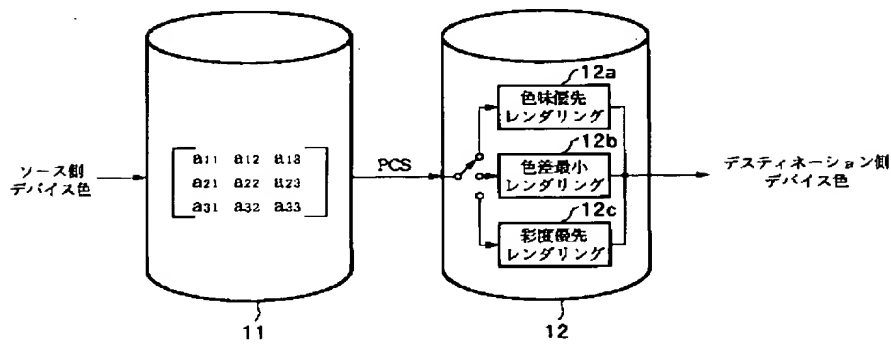 ソース側
デバイス色
a11 a12 a13
a21 a22 a23
a31 a32 a33
11
PCS
12a
色味優先
レンダリング
12b
色差最小
レンダリング
12c
彩度優先
レンダリング
12
デスティネーション側
デバイス色